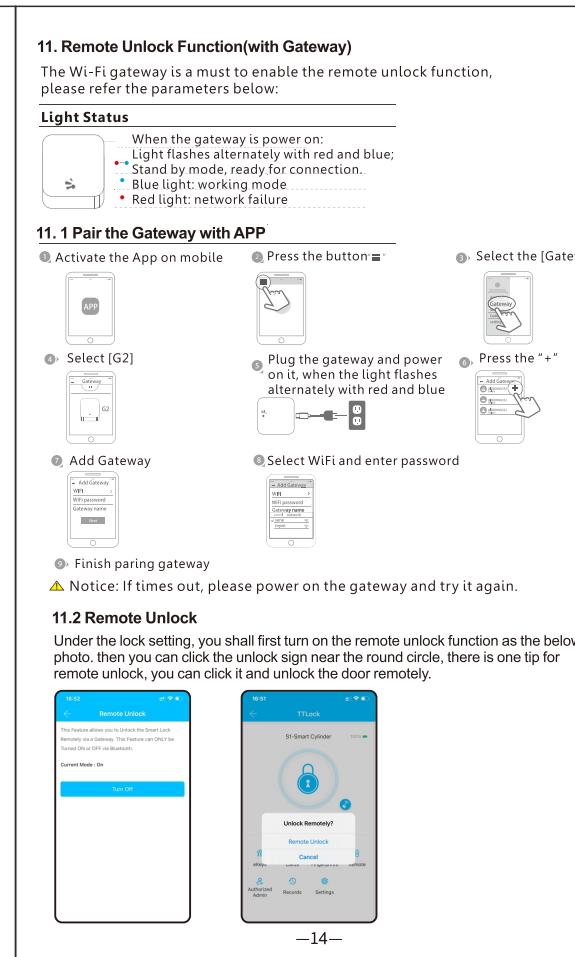 11. Remote Unlock Function(with Gateway)
The Wi-Fi gateway is a must to enable the remote unlock function,
please refer the parameters below:
Light Status
When the gateway is power on:
Light flashes alternately with red and blue;
Stand by mode, ready for connection.
Blue light: working mode
Red light: network failure
11. 1 Pair the Gateway with APP
1 Activate the App on mobile
2 Press the button
3 Select the [Gate
APP
Gateway
4 Select [G2]
5 Plug the gateway and power
on it, when the light flashes
alternately with red and blue
6 Press the "+"
Gateway
G2
Add Gateway
7 Add Gateway
8 Select WiFi and enter password
Add Gateway
WiFi
WiFi password
Gateway name
Next
Add Gateway
WiFi
WiFi password
Gateway name
9 Finish paring gateway
Notice: If times out, please power on the gateway and try it again.
11.2 Remote Unlock
Under the lock setting, you shall first turn on the remote unlock function as the below
photo. then you can click the unlock sign near the round circle, there is one tip for
remote unlock, you can click it and unlock the door remotely.
16:52
Remote Unlock
This Feature allows you to Unlock the Smart Lock
Remotely via a Gateway. This Feature can ONLY be
Turned ON or OFF via Bluetooth.
Current Mode : On
Turn Off
16:51
TTLock
S1-Smart Cylinder
100%
Unlock Remotely?
Remote Unlock
Cancel
eKeys Cards Fingerprints Remote
Authorized
Admin
Records
Settings
—14—